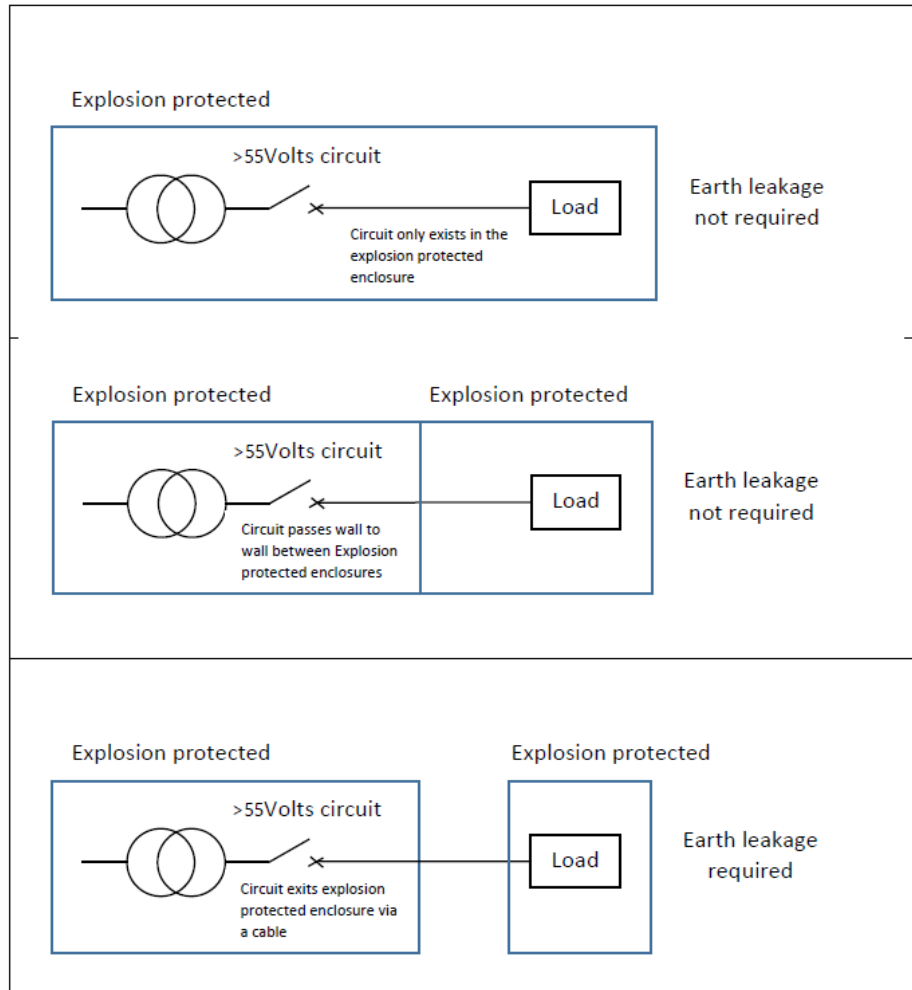 Explosion protected
>55Volts circuit
Load
Circuit only exists in the
explosion protected
enclosure
Earth leakage
not required
Explosion protected
Explosion protected
>55Volts circuit
Load
Circuit passes wall to
wall between Explosion
protected enclosures
Earth leakage
not required
Explosion protected
Explosion protected
>55Volts circuit
Load
Circuit exits explosion
protected enclosure via
a cable
Earth leakage
required